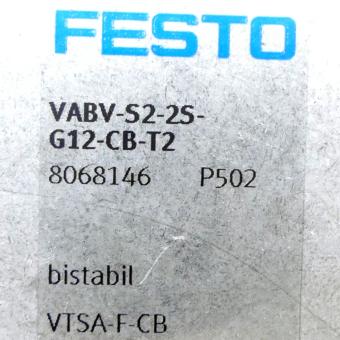 FESTO
VABV-S2-2S-
G12-CB-T2
8068146 P502
bistabil
VTSA-F-CB